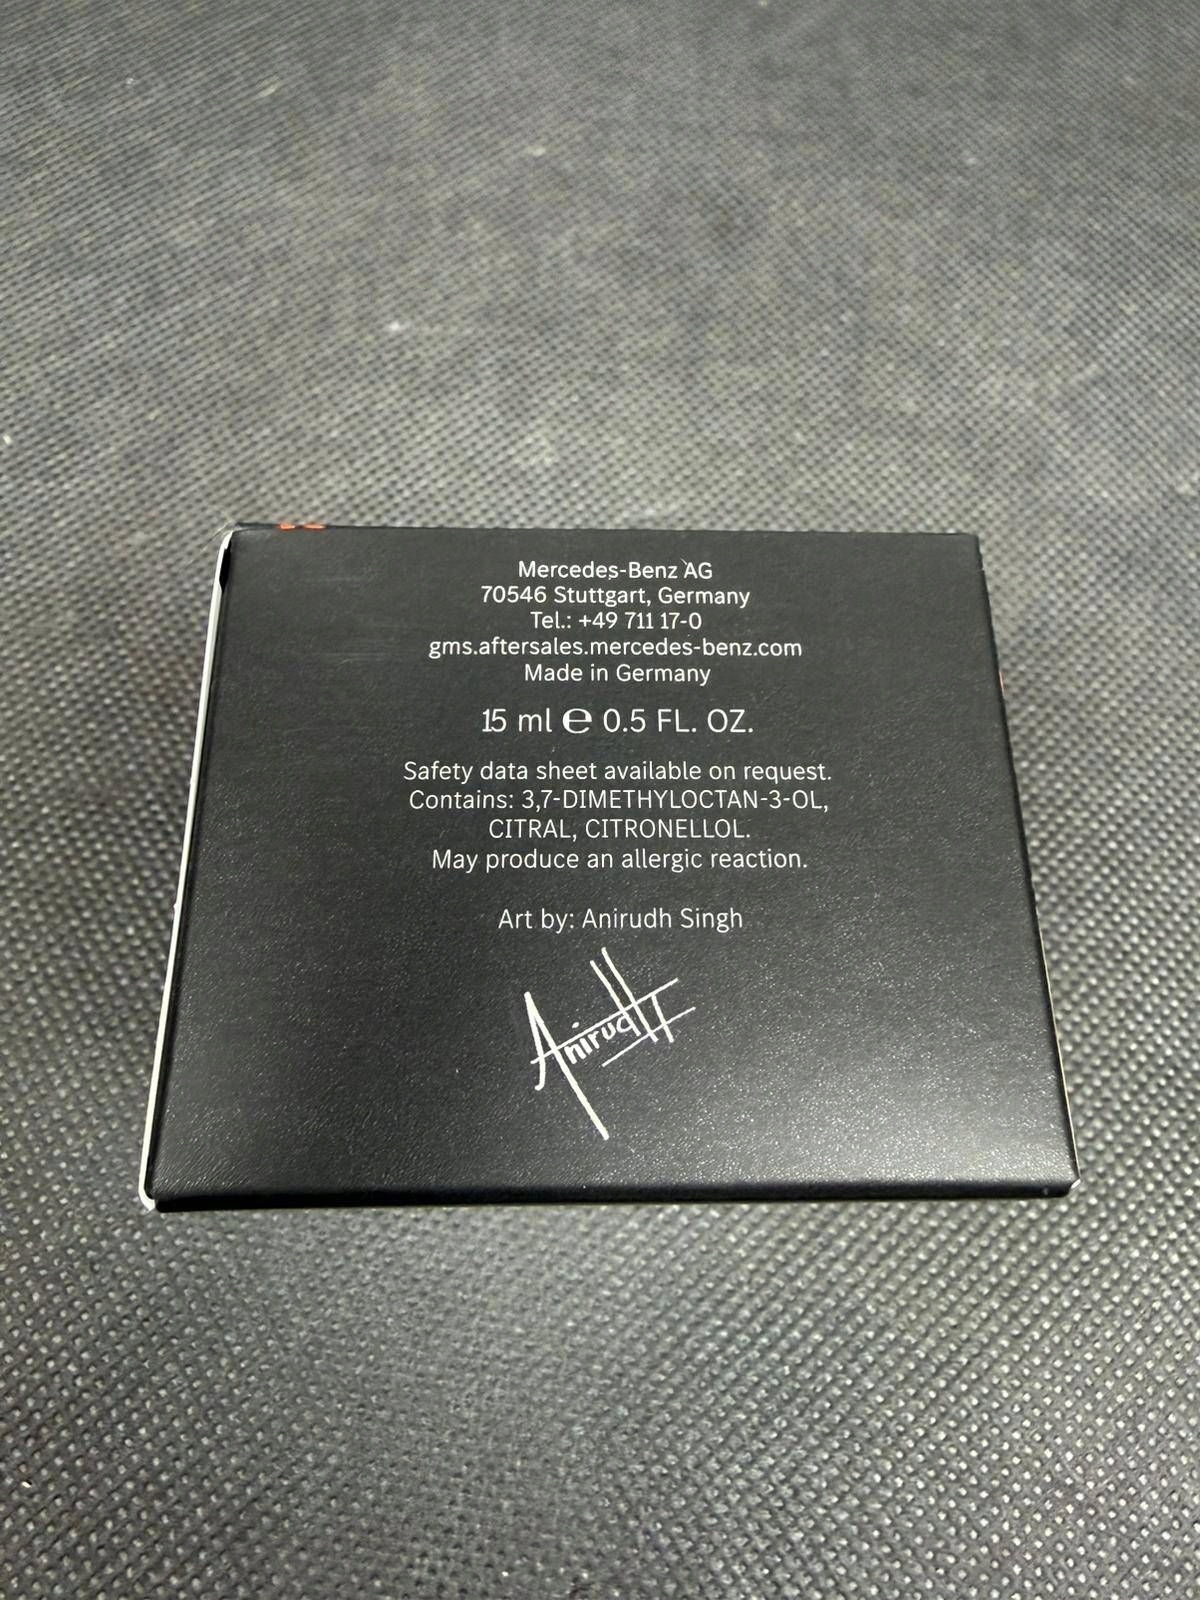 Mercedes-Benz AG
70546 Stuttgart, Germany
Tel.: +49 711 17-0
gms.aftersales.mercedes-benz.com
Made in Germany
15 ml ℮ 0.5 FL. OZ.
Safety data sheet available on request.
Contains: 3,7-DIMETHYLOCTAN-3-OL,
CITRAL, CITRONELLOL.
May produce an allergic reaction.
Art by: Anirudh Singh
Anirudh